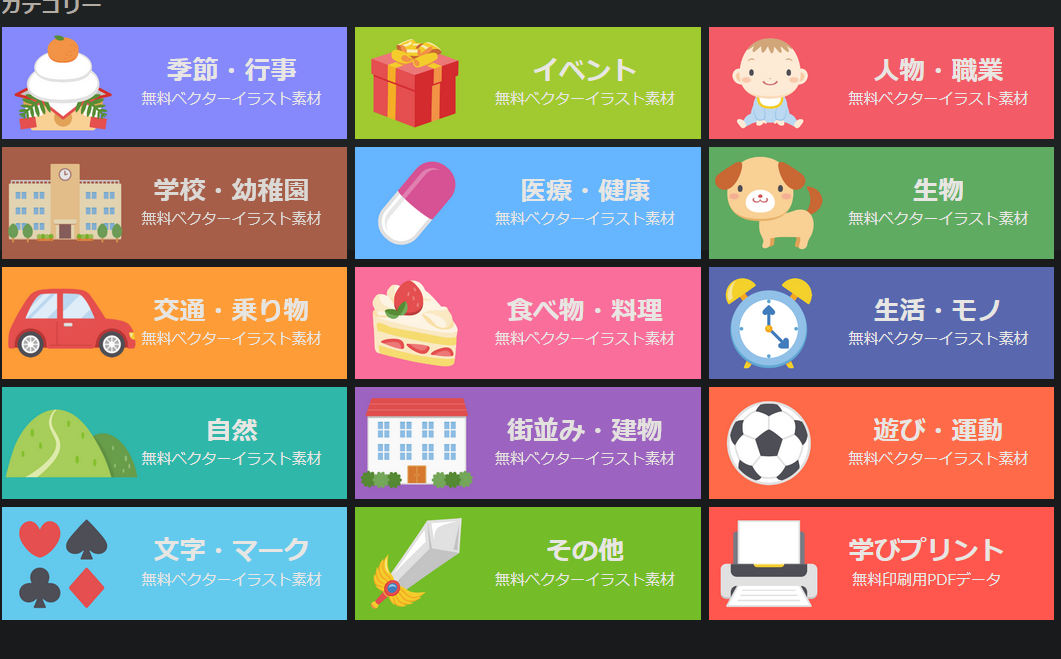 カテゴリー
季節・行事
無料ベクターイラスト素材
イベント
無料ベクターイラスト素材
人物・職業
無料ベクターイラスト素材
学校・幼稚園
無料ベクターイラスト素材
医療・健康
無料ベクターイラスト素材
生物
無料ベクターイラスト素材
交通・乗り物
無料ベクターイラスト素材
食べ物・料理
無料ベクターイラスト素材
生活・モノ
無料ベクターイラスト素材
自然
無料ベクターイラスト素材
街並み・建物
無料ベクターイラスト素材
遊び・運動
無料ベクターイラスト素材
文字・マーク
無料ベクターイラスト素材
その他
無料ベクターイラスト素材
学びプリント
無料印刷用PDFデータ